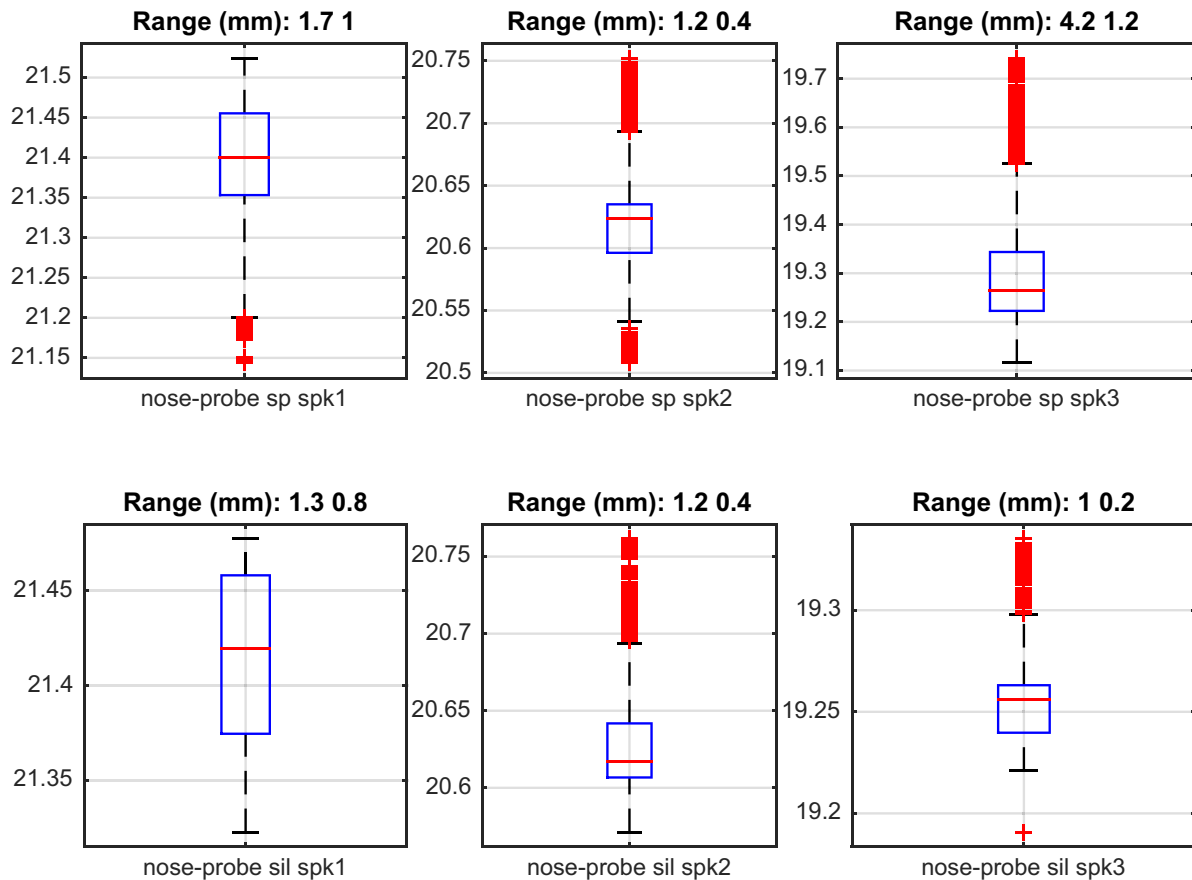 Range (mm): 1.7 1
21.5
21.45
21.4
21.35
21.3
21.25
21.2
21.15
nose-probe sp spk1
Range (mm): 1.2 0.4
20.75
20.7
20.65
20.6
20.55
20.5
nose-probe sp spk2
Range (mm): 4.2 1.2
19.7
19.6
19.5
19.4
19.3
19.2
19.1
nose-probe sp spk3
Range (mm): 1.3 0.8
21.45
21.4
21.35
nose-probe sil spk1
Range (mm): 1.2 0.4
20.75
20.7
20.65
20.6
nose-probe sil spk2
Range (mm): 1 0.2
19.3
19.25
19.2
nose-probe sil spk3